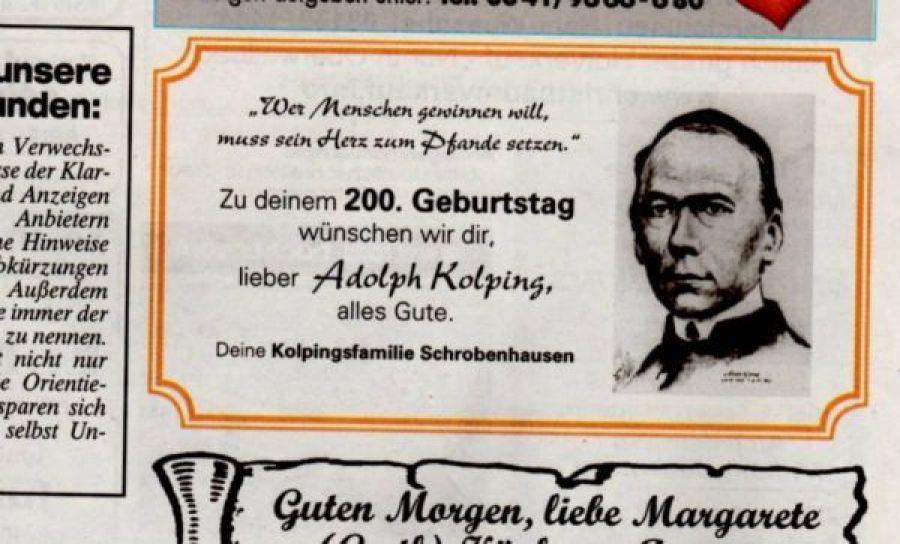 unsere
unden:
Verwechs-
se der Klar-
d Anzeigen
Anbietern
e Hinweise
bkürzungen
Außerdem
e immer der
zu nennen.
t nicht nur
e Orientie-
sparen sich
selbst Un-
„Wer Menschen gewinnen will,
muss sein Herz zum Pfande setzen."
Zu deinem 200. Geburtstag
wünschen wir dir,
lieber Adolph Kolping,
alles Gute.
Deine Kolpingsfamilie Schrobenhausen
Guten Morgen, liebe Margarete